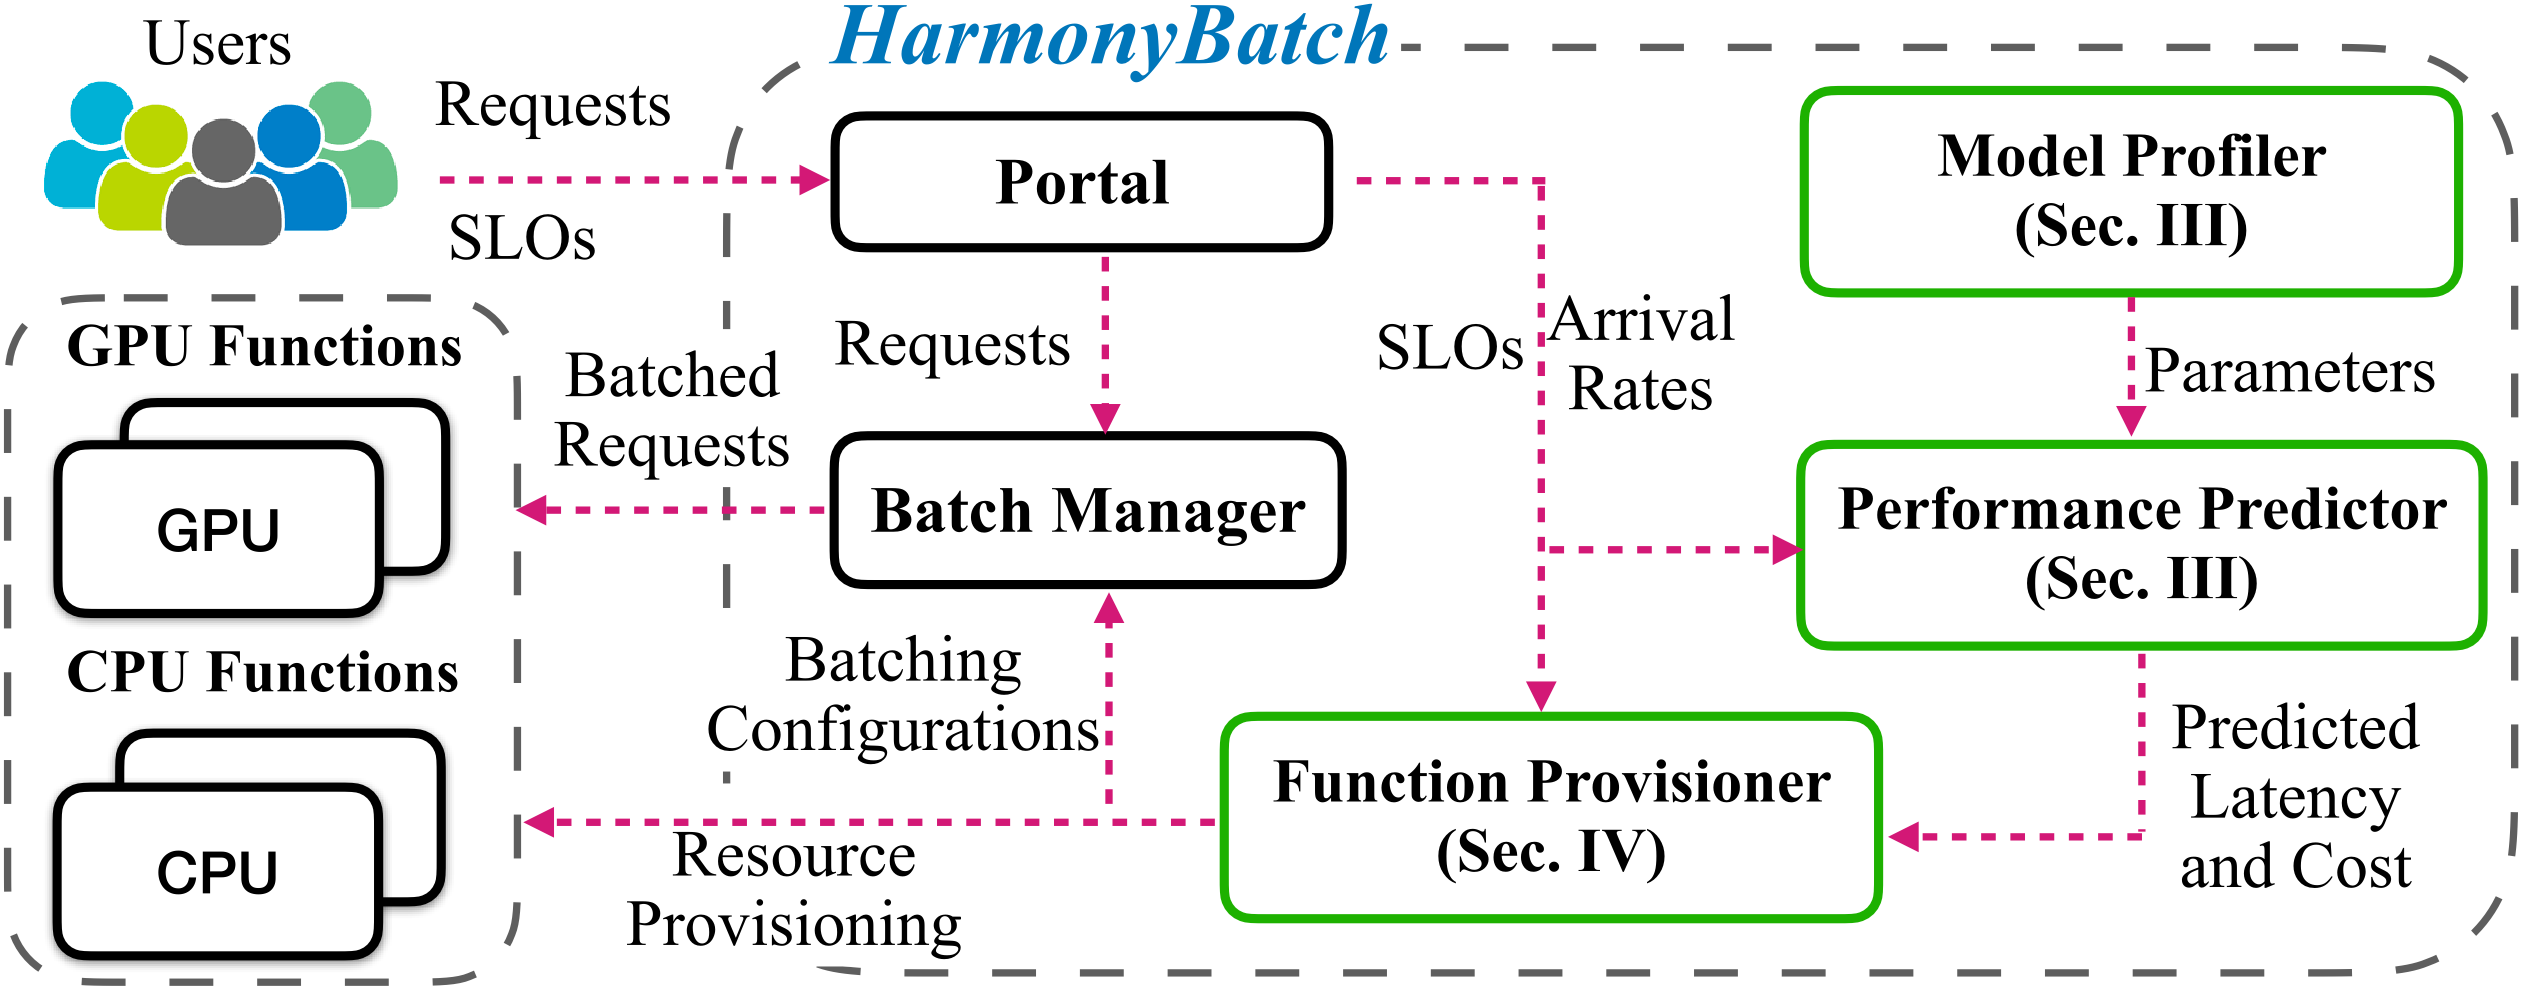 HarmonyBatch
Users
Requests
SLOs
Portal
Model Profiler
(Sec. III)
GPU Functions
GPU
CPU Functions
CPU
Batched
Requests
Requests
SLOs
Arrival
Rates
Parameters
Batch Manager
Performance Predictor
(Sec. III)
Batching
Configurations
Function Provisioner
(Sec. IV)
Predicted
Latency
and Cost
Resource
Provisioning